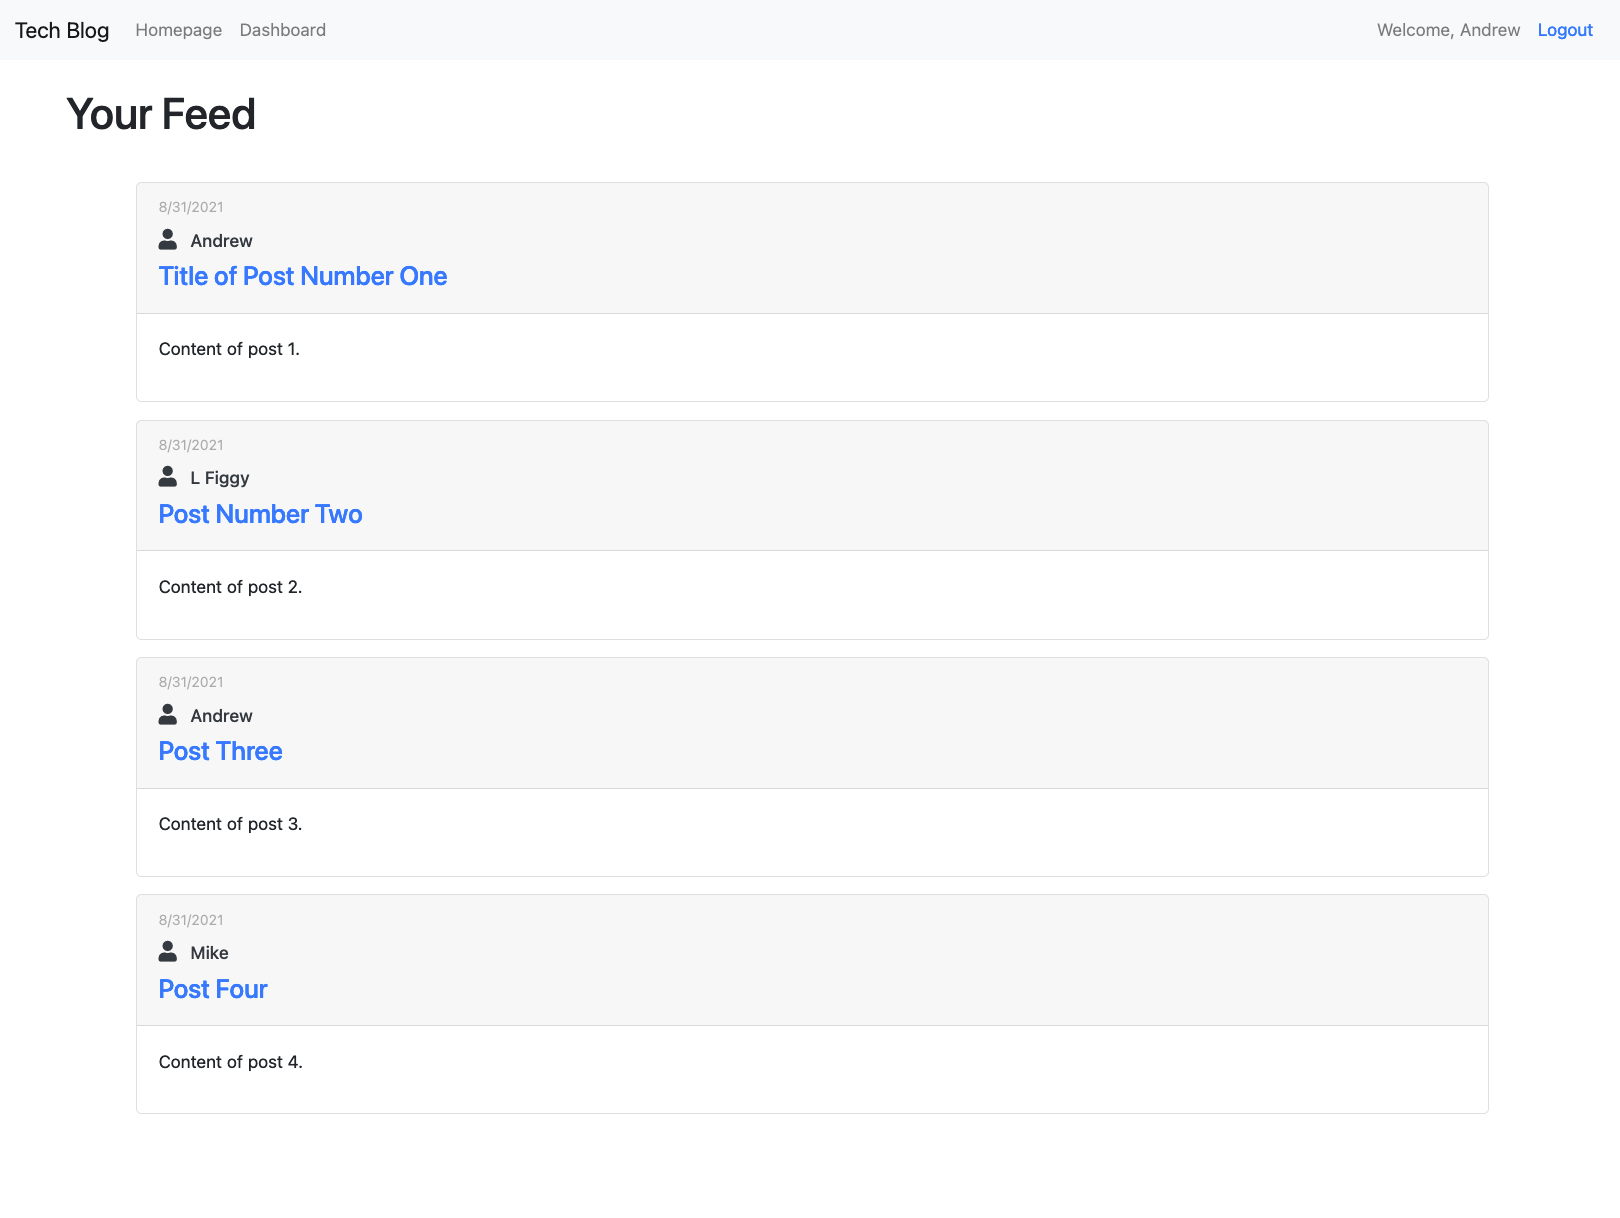 Tech Blog Homepage Dashboard Welcome, Andrew Logout
Your Feed
8/31/2021
Andrew
Title of Post Number One
Content of post 1.
8/31/2021
L Figgy
Post Number Two
Content of post 2.
8/31/2021
Andrew
Post Three
Content of post 3.
8/31/2021
Mike
Post Four
Content of post 4.